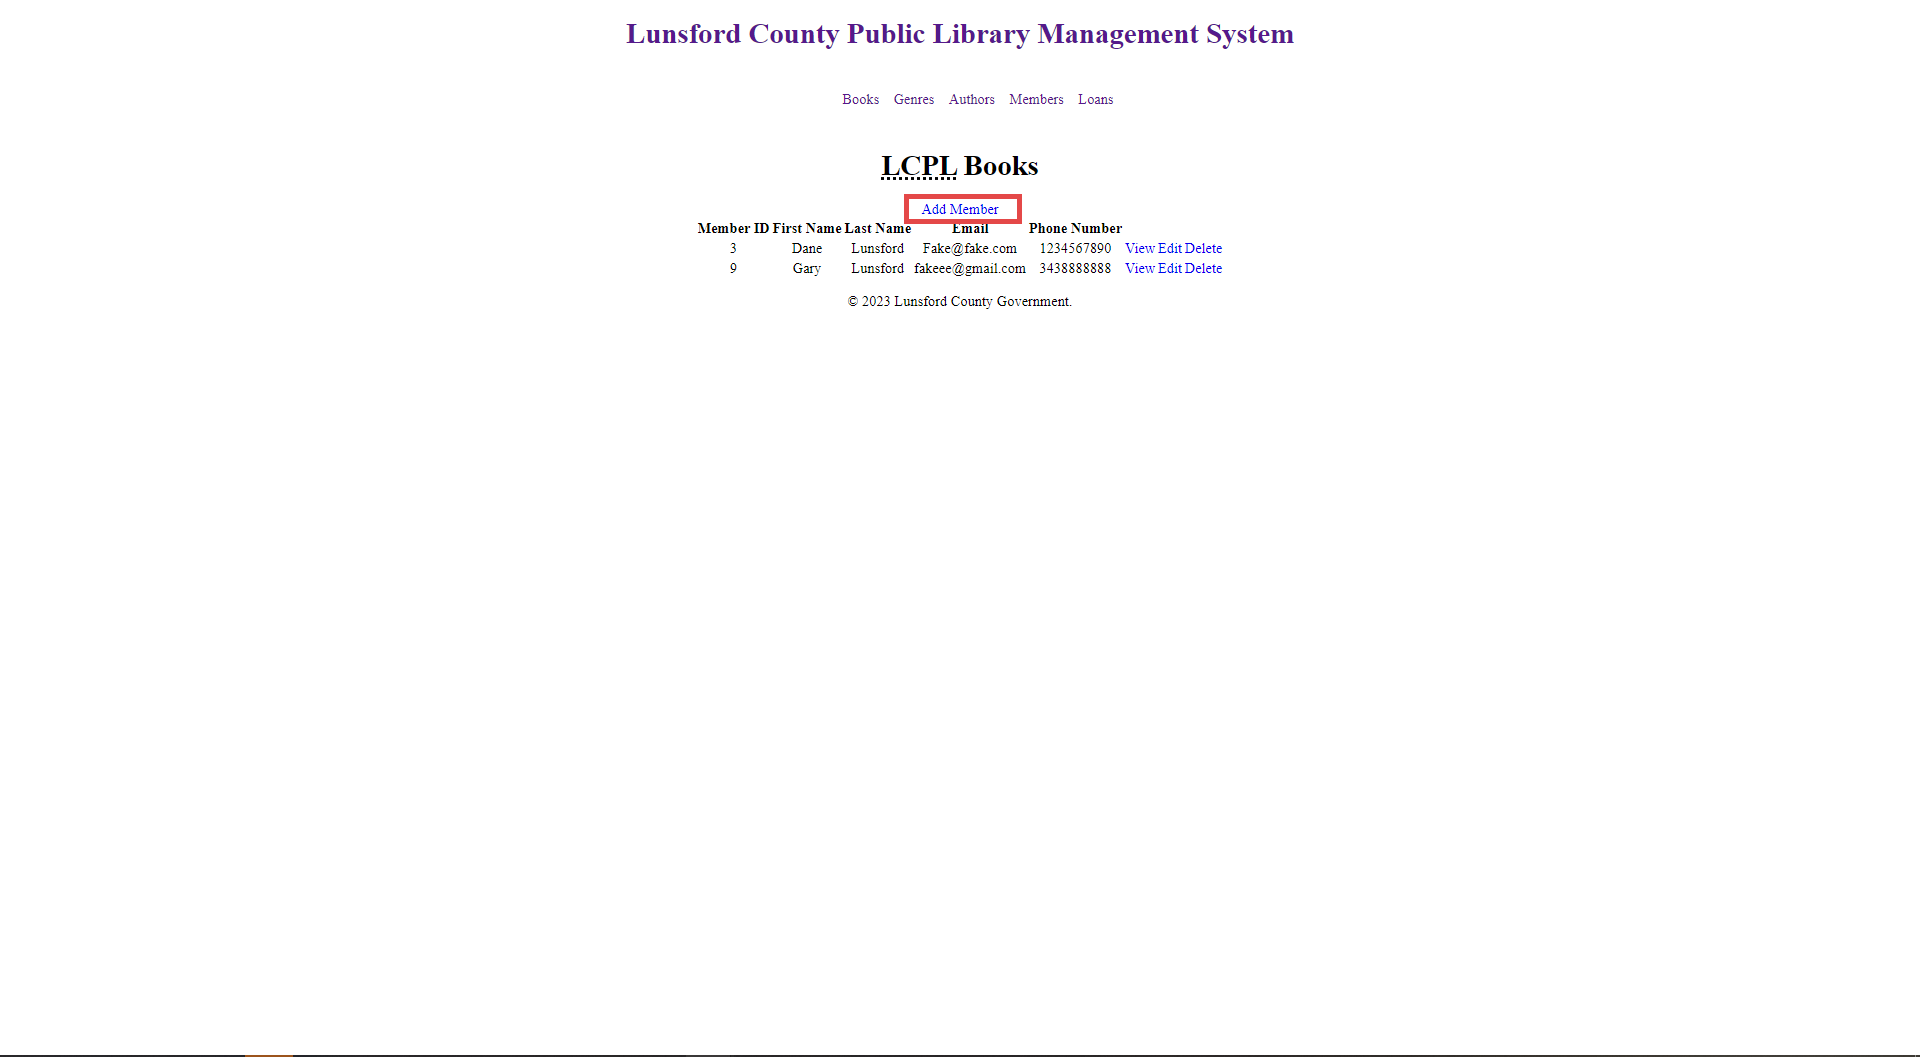 Lunsford County Public Library Management System
Books Genres Authors Members Loans
LCPL Books
Add Member
Member ID First Name Last Name Email Phone Number
3 Dane Lunsford Fake@fake.com 1234567890 View Edit Delete
9 Gary Lunsford fakeee@gmail.com 3438888888 View Edit Delete
© 2023 Lunsford County Government.